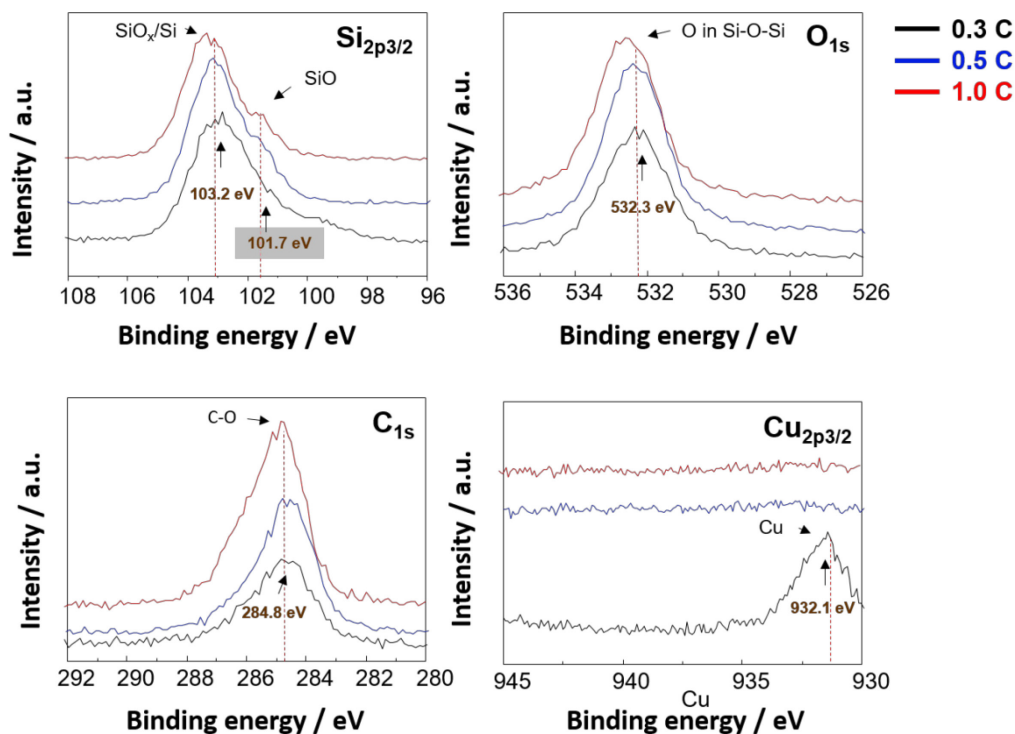 SiOₓ/Si
Si2p3/2
SiO
103.2 eV
101.7 eV
Intensity / a.u.
108 106 104 102 100 98 96
Binding energy / eV
O1s
O in Si-O-Si
532.3 eV
Intensity / a.u.
536 534 532 530 528 526
Binding energy / eV
0.3 C
0.5 C
1.0 C
C-O
C1s
284.8 eV
Intensity / a.u.
292 290 288 286 284 282 280
Binding energy / eV
Cu2p3/2
Cu
932.1 eV
Intensity / a.u.
945 940 935 930
Cu
Binding energy / eV